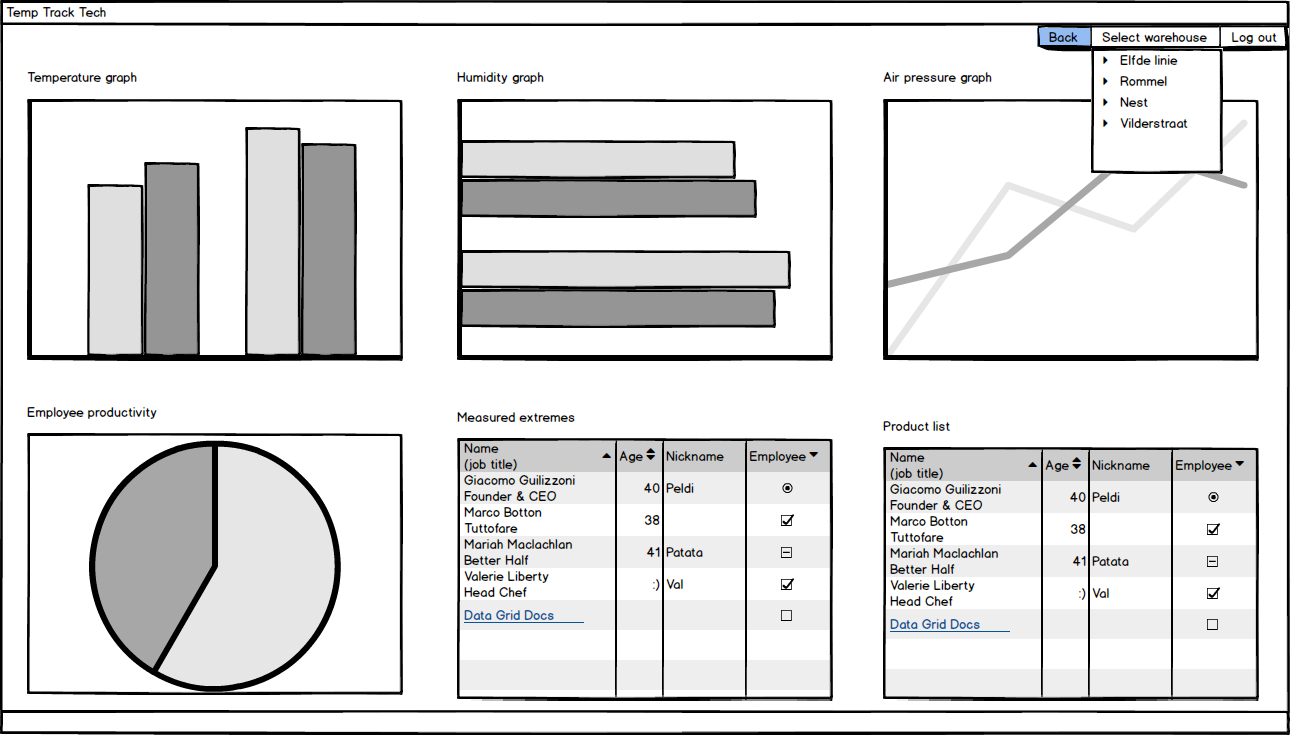 Temp Track Tech
Back Select warehouse Log out
Elfde linie
Rommel
Nest
Vilderstraat
Temperature graph
Humidity graph
Air pressure graph
Employee productivity
Measured extremes
Name
(job title) Age Nickname Employee
Giacomo Guilizzoni
Founder & CEO 40 Peldi
Marco Botton
Tuttofare 38
Mariah Maclachlan
Better Half 41 Patata
Valerie Liberty
Head Chef :) Val
Data Grid Docs
Product list
Name
(job title) Age Nickname Employee
Giacomo Guilizzoni
Founder & CEO 40 Peldi
Marco Botton
Tuttofare 38
Mariah Maclachlan
Better Half 41 Patata
Valerie Liberty
Head Chef :) Val
Data Grid Docs